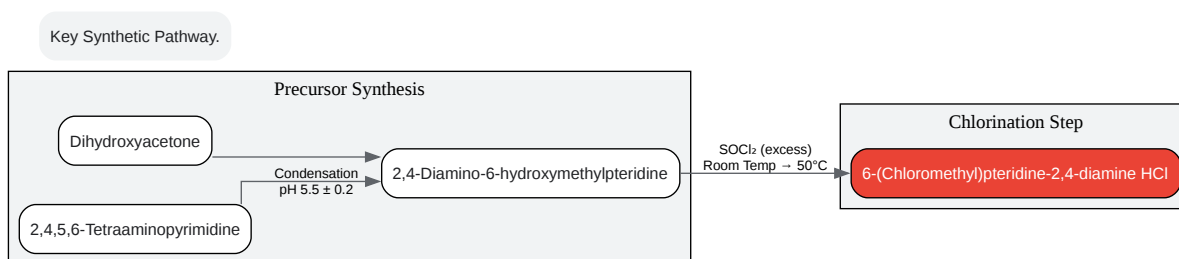 Key Synthetic Pathway.
Precursor Synthesis
Dihydroxyacetone
Condensation
pH 5.5 ± 0.2
2,4,5,6-Tetraaminopyrimidine
2,4-Diamino-6-hydroxymethylpteridine
SOCl₂ (excess)
Room Temp → 50°C
Chlorination Step
6-(Chloromethyl)pteridine-2,4-diamine HCl